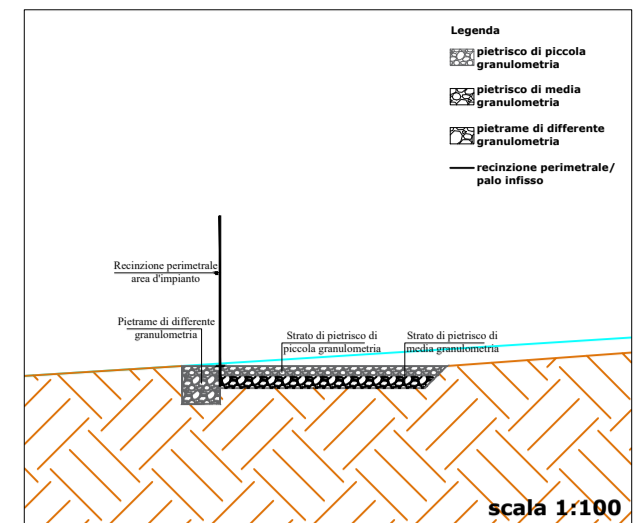 Legenda
pietrisco di piccola
granulometria
pietrisco di media
granulometria
pietrame di differente
granulometria
recinzione perimetrale/
palo infisso
Recinzione perimetrale
area d'impianto
Pietrame di differente
granulometria
Strato di pietrisco di
piccola granulometria
Strato di pietrisco di
media granulometria
scala 1:100